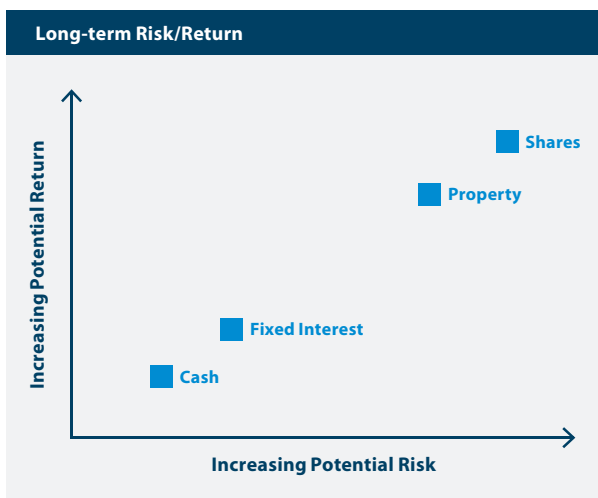 Long-term Risk/Return
Increasing Potential Return
Shares
Property
Fixed Interest
Cash
Increasing Potential Risk